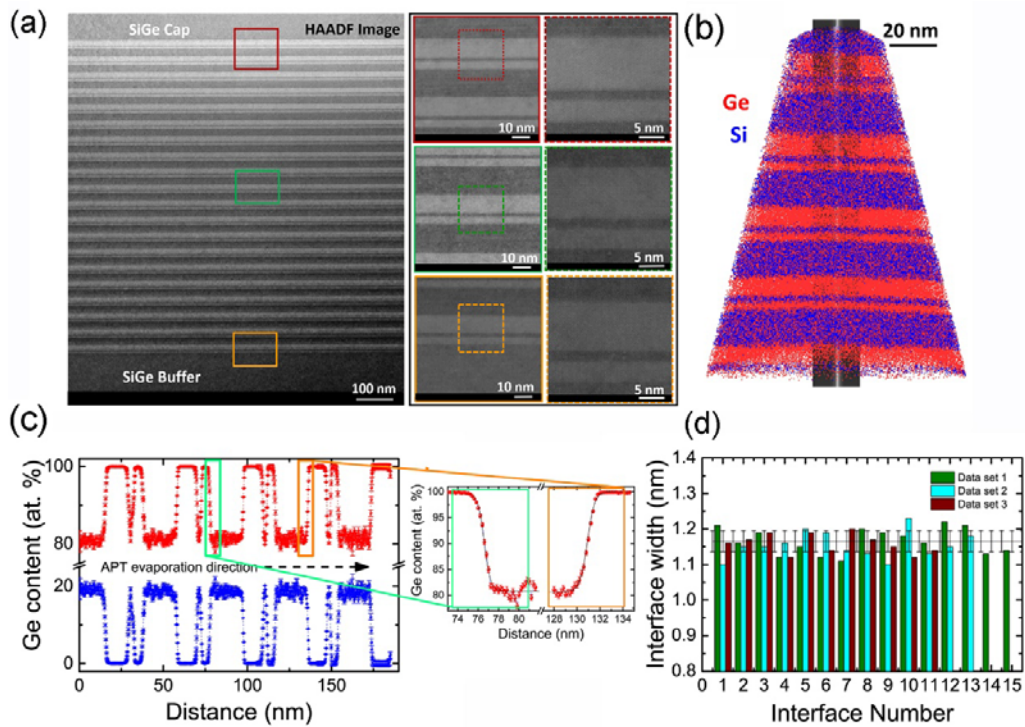 (a)
SiGe Cap
HAADF Image
SiGe Buffer
100 nm
10 nm
5 nm
10 nm
5 nm
10 nm
5 nm
(b)
20 nm
Ge
Si
(c)
Ge content (at. %)
100
80
60
20
0
APT evaporation direction
0 50 100 150
Distance (nm)
Ge content (at. %)
100
95
90
85
80
74 76 78 80 128 130 132 134
Distance (nm)
(d)
Interface width (nm)
1.4
1.3
1.2
1.1
1.0
0.9
0.8
Data set 1
Data set 2
Data set 3
0 1 2 3 4 5 6 7 8 9 10 11 12 13 14 15
Interface Number